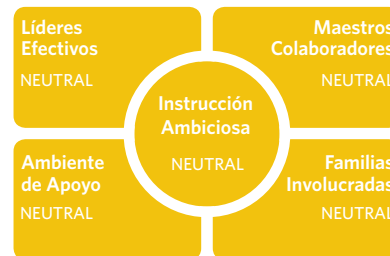 Líderes
Efectivos
NEUTRAL
Maestros
Colaboradores
NEUTRAL
Instrucción
Ambiciosa
NEUTRAL
Ambiente
de Apoyo
NEUTRAL
Familias
Involucradas
NEUTRAL